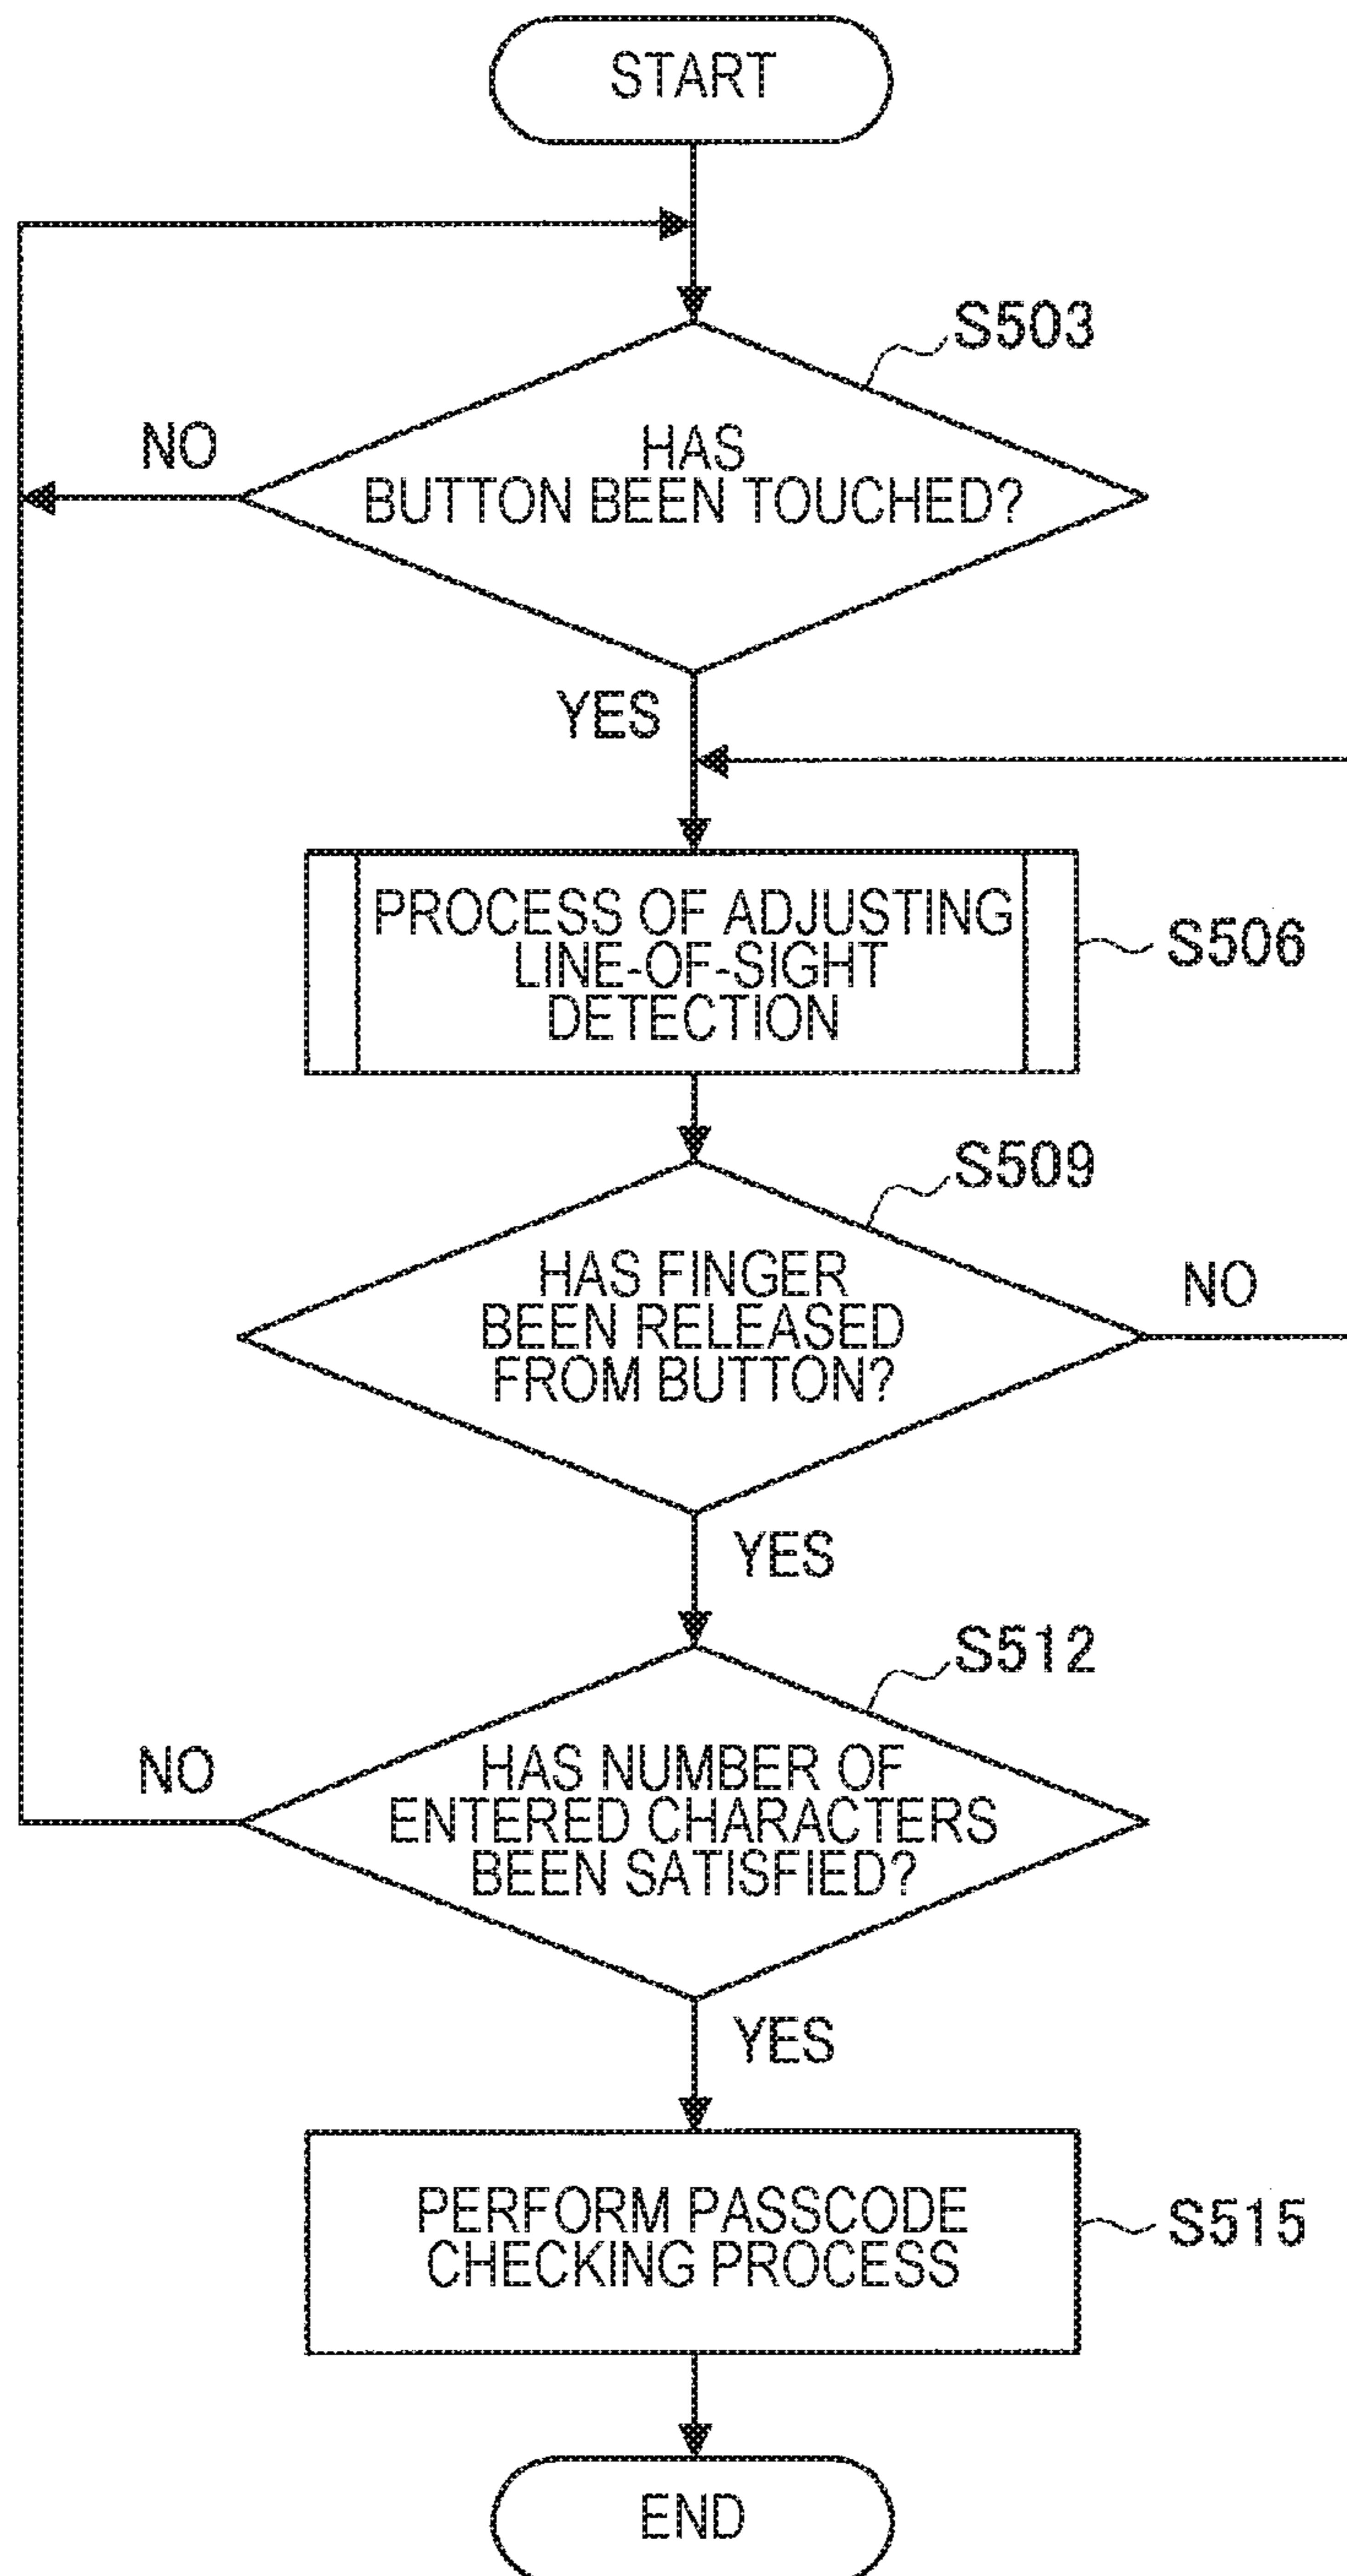 START
S503
NO
HAS
BUTTON BEEN TOUCHED?
YES
PROCESS OF ADJUSTING
LINE-OF-SIGHT
DETECTION
S506
S509
HAS FINGER
BEEN RELEASED
FROM BUTTON?
NO
YES
S512
NO
HAS NUMBER OF
ENTERED CHARACTERS
BEEN SATISFIED?
YES
PERFORM PASSCODE
CHECKING PROCESS
S515
END